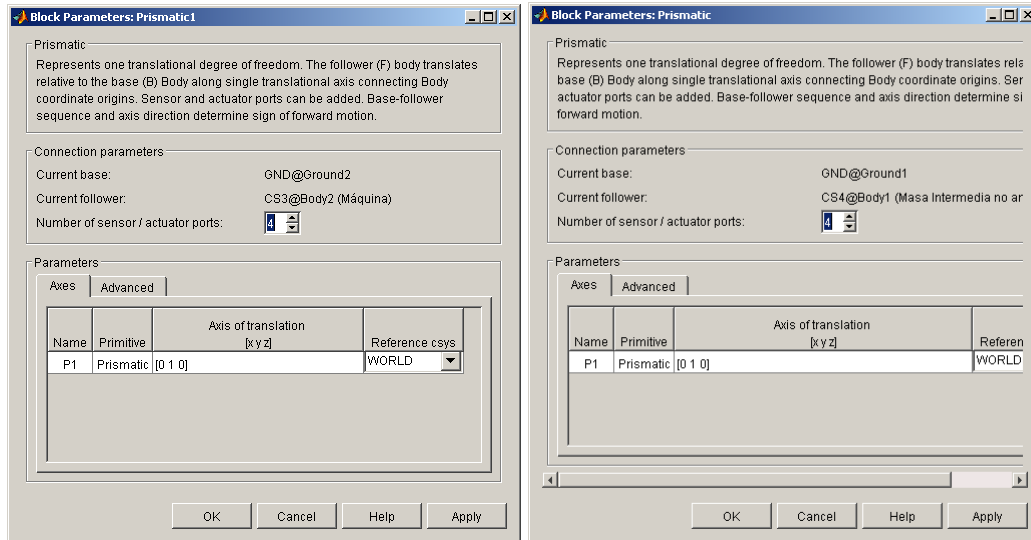 Block Parameters: Prismatic1
Prismatic
Represents one translational degree of freedom. The follower (F) body translates
relative to the base (B) Body along single translational axis connecting Body
coordinate origins. Sensor and actuator ports can be added. Base-follower
sequence and axis direction determine sign of forward motion.
Connection parameters
Current base: GND@Ground2
Current follower: CS3@Body2 (Máquina)
Number of sensor / actuator ports: 4
Parameters
Axes Advanced
Axis of translation
Name Primitive [x y z] Reference csys
P1 Prismatic [0 1 0] WORLD
OK Cancel Help Apply
Block Parameters: Prismatic
Prismatic
Represents one translational degree of freedom. The follower (F) body translates rela
base (B) Body along single translational axis connecting Body coordinate origins. Ser
actuator ports can be added. Base-follower sequence and axis direction determine si
forward motion.
Connection parameters
Current base: GND@Ground1
Current follower: CS4@Body1 (Masa Intermedia no ar
Number of sensor / actuator ports: 4
Parameters
Axes Advanced
Axis of translation
Name Primitive [x y z] Referen
P1 Prismatic [0 1 0] WORLD
OK Cancel Help Apply